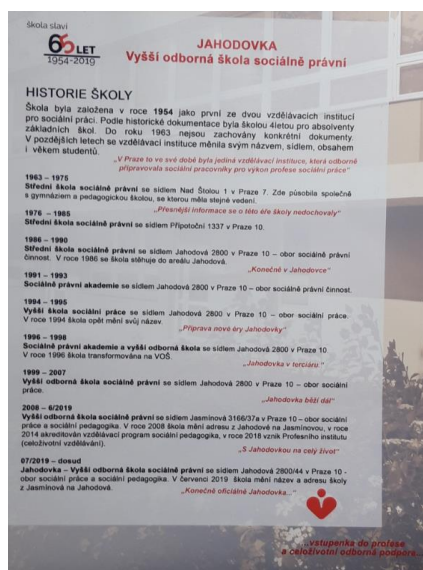 škola slaví
65 LET
1954-2019
JAHODOVKA
Vyšší odborná škola sociálně právní
HISTORIE ŠKOLY
Škola byla založena v roce 1954 jako první ze dvou vzdělávacích institucí
pro sociální práci. Podle historické dokumentace byla školou 4letou pro absolventy
základních škol. Do roku 1963 nejsou zachovány konkrétní dokumenty.
V pozdějších letech se vzdělávací instituce měnila svým názvem, sídlem, obsahem
i věkem studentů.
„V Praze to ve své době byla jediná vzdělávací instituce, která odborně
připravovala sociální pracovníky pro výkon profese sociální práce"
1963 – 1975
Střední škola sociálně právní se sídlem Nad Štolou 1 v Praze 7. Zde působila společně
s gymnáziem a pedagogickou školou, se kterou měla stejné vedení.
„Přesnější informace se o této éře školy nedochovaly"
1976 – 1985
Střední škola sociálně právní se sídlem Přípotoční 1337 v Praze 10.
1986 – 1990
Střední škola sociálně právní se sídlem Jahodová 2800 v Praze 10 – obor sociálně právní
činnost. V roce 1986 se škola stěhuje do areálu Jahodová.
„Konečně v Jahodovce"
1991 – 1993
Sociálně právní akademie se sídlem Jahodová 2800 v Praze 10 – obor sociálně právní činnost.
1994 – 1995
Vyšší škola sociální práce se sídlem Jahodová 2800 v Praze 10 – obor sociální práce.
V roce 1994 škola opět mění svůj název.
„Příprava nové éry Jahodovky"
1996 – 1998
Sociálně právní akademie a vyšší odborná škola se sídlem Jahodová 2800 v Praze 10.
V roce 1996 škola transformována na VOŠ.
„Jahodovka v terciáru."
1999 – 2007
Vyšší odborná škola sociálně právní se sídlem Jahodová 2800 v Praze 10 – obor sociální
práce.
„Jahodovka běží dál"
2008 – 6/2019
Vyšší odborná škola sociálně právní se sídlem Jasmínová 3166/37a v Praze 10 – obor sociální
práce a sociální pedagogika. V roce 2008 škola mění adresu z Jahodové na Jasmínovou, v roce
2014 akreditován vzdělávací program sociální pedagogika, v roce 2018 vznik Profesního institutu
(celoživotní vzdělávání).
„S Jahodovkou na celý život"
07/2019 – dosud
Jahodovka – Vyšší odborná škola sociálně právní se sídlem Jahodová 2800/44 v Praze 10 -
obor sociální práce a sociální pedagogika. V červenci 2019 škola mění název a adresu školy
z Jasmínová na Jahodová.
„Konečně oficiálně Jahodovka..."
„vstupenka do profese
a celoživotní odborná podpora...